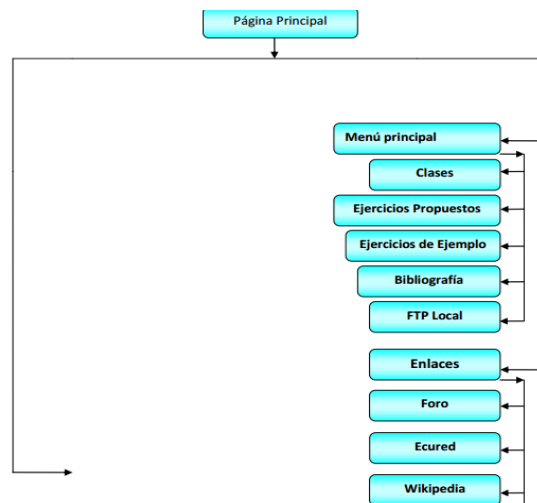 Página Principal
Menú principal
Clases
Ejercicios Propuestos
Ejercicios de Ejemplo
Bibliografía
FTP Local
Enlaces
Foro
Ecured
Wikipedia